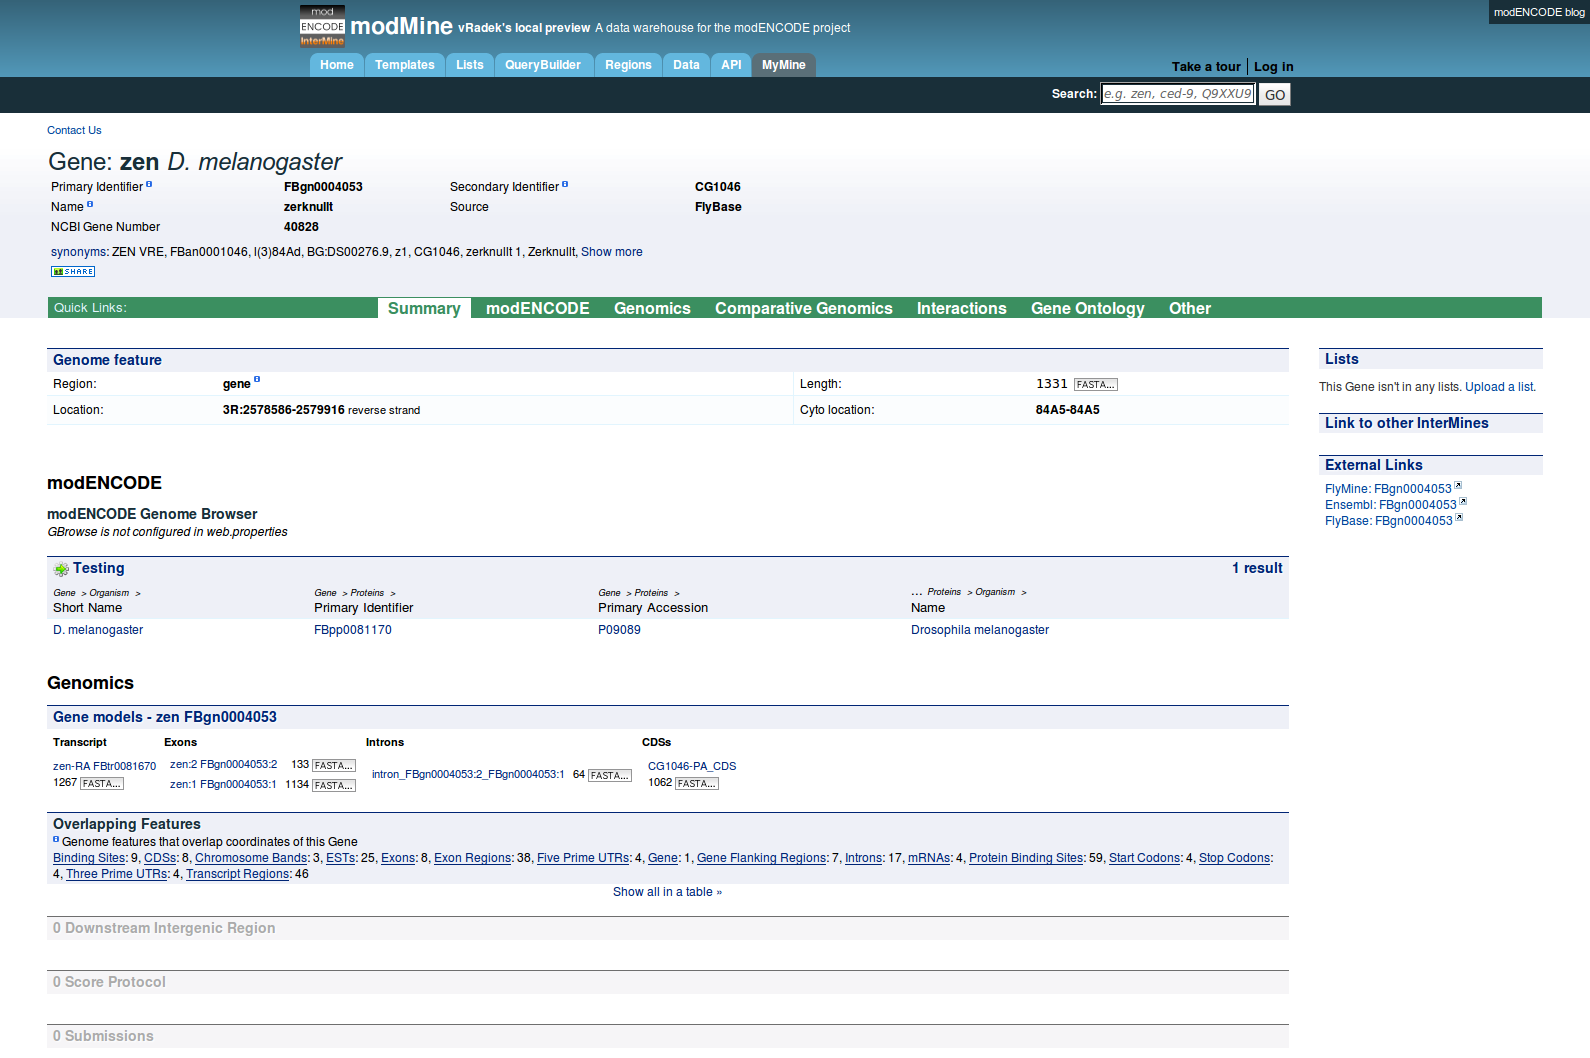 modENCODE blog
mod
ENCODE
InterMine
modMine vRadek's local preview A data warehouse for the modENCODE project
Home Templates Lists QueryBuilder Regions Data API MyMine
Take a tour Log in
Search: e.g. zen, ced-9, Q9XXU9 GO
Contact Us
Gene: zen D. melanogaster
Primary Identifier FBgn0004053 Secondary Identifier CG1046
Name zerknullt Source FlyBase
NCBI Gene Number 40828
synonyms: ZEN VRE, FBan0001046, l(3)84Ad, BG:DS00276.9, z1, CG1046, zerknullt 1, Zerknullt, Show more
SHARE
Quick Links: Summary modENCODE Genomics Comparative Genomics Interactions Gene Ontology Other
Genome feature
Region: gene Length: 1331 FASTA...
Location: 3R:2578586-2579916 reverse strand Cyto location: 84A5-84A5
Lists
This Gene isn't in any lists. Upload a list.
Link to other InterMines
External Links
FlyMine: FBgn0004053
Ensembl: FBgn0004053
FlyBase: FBgn0004053
modENCODE
modENCODE Genome Browser
GBrowse is not configured in web.properties
Testing 1 result
Gene > Organism > Gene > Proteins > Gene > Proteins > ... Proteins > Organism >
Short Name Primary Identifier Primary Accession Name
D. melanogaster FBpp0081170 P09089 Drosophila melanogaster
Genomics
Gene models - zen FBgn0004053
Transcript Exons Introns CDSs
zen-RA FBtr0081670 zen:2 FBgn0004053:2 133 FASTA... intron_FBgn0004053:2_FBgn0004053:1 64 FASTA... CG1046-PA_CDS
1267 FASTA... zen:1 FBgn0004053:1 1134 FASTA... 1062 FASTA...
Overlapping Features
Genome features that overlap coordinates of this Gene
Binding Sites: 9, CDSs: 8, Chromosome Bands: 3, ESTs: 25, Exons: 8, Exon Regions: 38, Five Prime UTRs: 4, Gene: 1, Gene Flanking Regions: 7, Introns: 17, mRNAs: 4, Protein Binding Sites: 59, Start Codons: 4, Stop Codons:
4, Three Prime UTRs: 4, Transcript Regions: 46
Show all in a table »
0 Downstream Intergenic Region
0 Score Protocol
0 Submissions